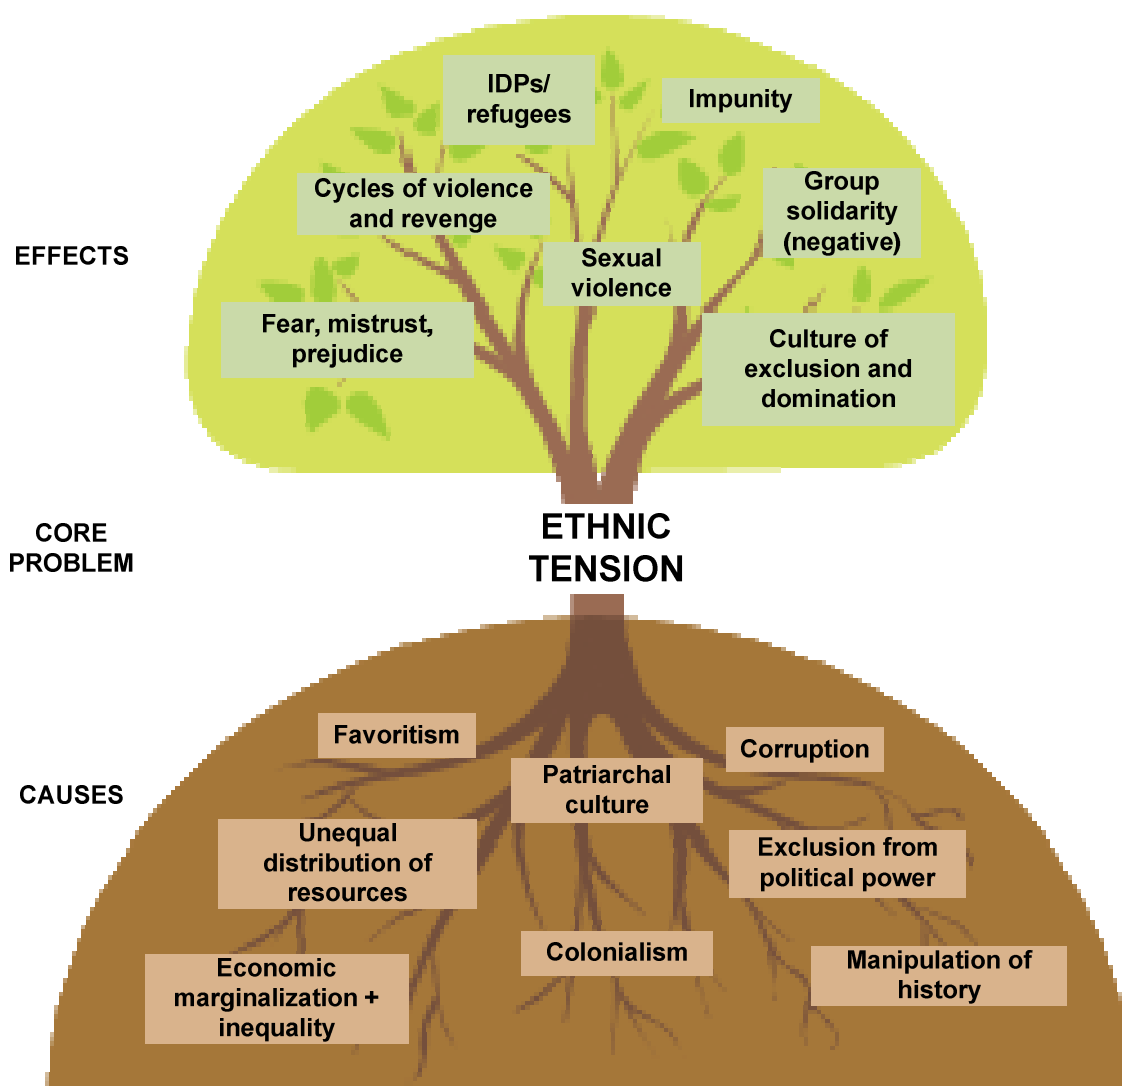 IDPs/
refugees
Impunity
Cycles of violence
and revenge
Group
solidarity
(negative)
EFFECTS
Sexual
violence
Fear, mistrust,
prejudice
Culture of
exclusion and
domination
CORE
PROBLEM
ETHNIC
TENSION
Favoritism
Corruption
CAUSES
Patriarchal
culture
Unequal
distribution of
resources
Exclusion from
political power
Colonialism
Economic
marginalization +
inequality
Manipulation of
history